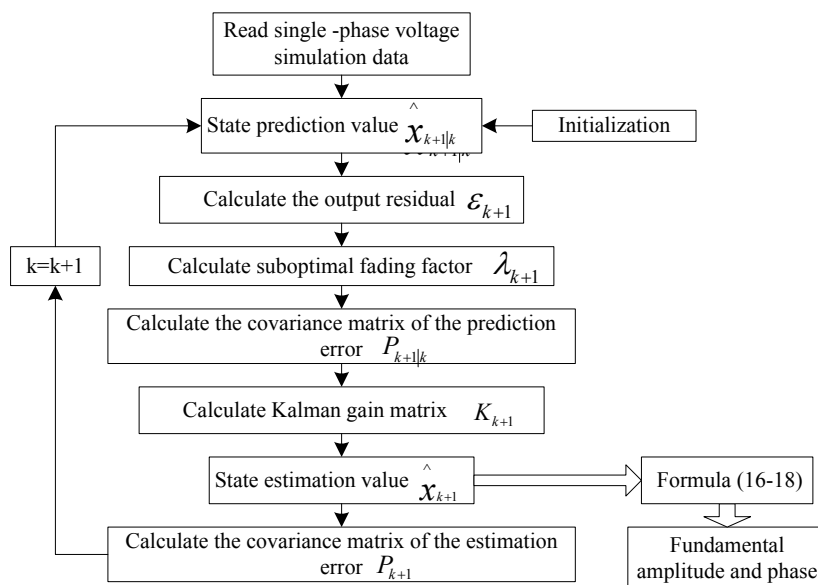 Read single -phase voltage
simulation data
State prediction value x̂ₖ₊₁|ₖ
Initialization
Calculate the output residual εₖ₊₁
k=k+1
Calculate suboptimal fading factor λₖ₊₁
Calculate the covariance matrix of the prediction
error Pₖ₊₁|ₖ
Calculate Kalman gain matrix Kₖ₊₁
State estimation value x̂ₖ₊₁
Formula (16-18)
Calculate the covariance matrix of the estimation
error Pₖ₊₁
Fundamental
amplitude and phase